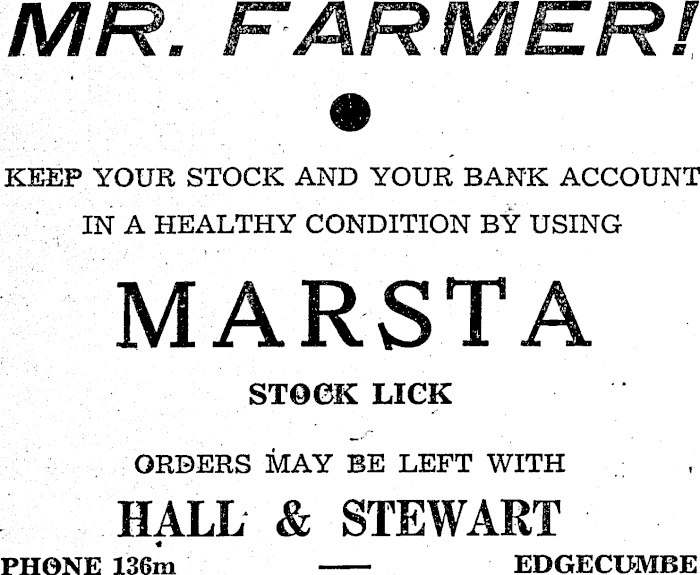 MR. FARMER!
KEEP YOUR STOCK AND YOUR BANK ACCOUNT
IN A HEALTHY CONDITION BY USING
MARSTA
STOCK LICK
ORDERS MAY BE LEFT WITH
HALL & STEWART
PHONE 136m — EDGECUMBE